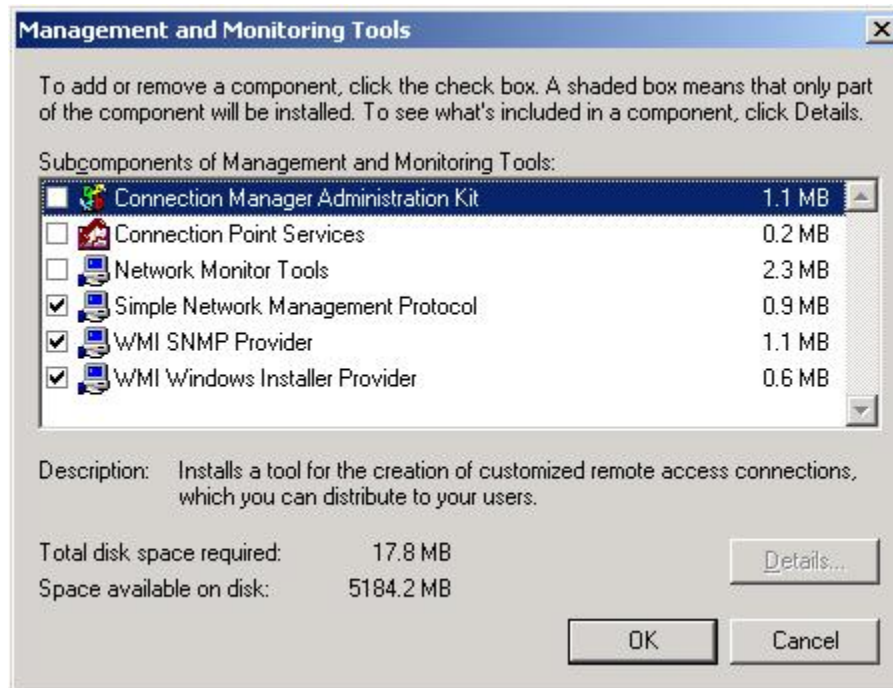 Management and Monitoring Tools
To add or remove a component, click the check box. A shaded box means that only part
of the component will be installed. To see what's included in a component, click Details.
Subcomponents of Management and Monitoring Tools:
Connection Manager Administration Kit 1.1 MB
Connection Point Services 0.2 MB
Network Monitor Tools 2.3 MB
Simple Network Management Protocol 0.9 MB
WMI SNMP Provider 1.1 MB
WMI Windows Installer Provider 0.6 MB
Description: Installs a tool for the creation of customized remote access connections,
which you can distribute to your users.
Total disk space required: 17.8 MB
Space available on disk: 5184.2 MB
Details...
OK Cancel